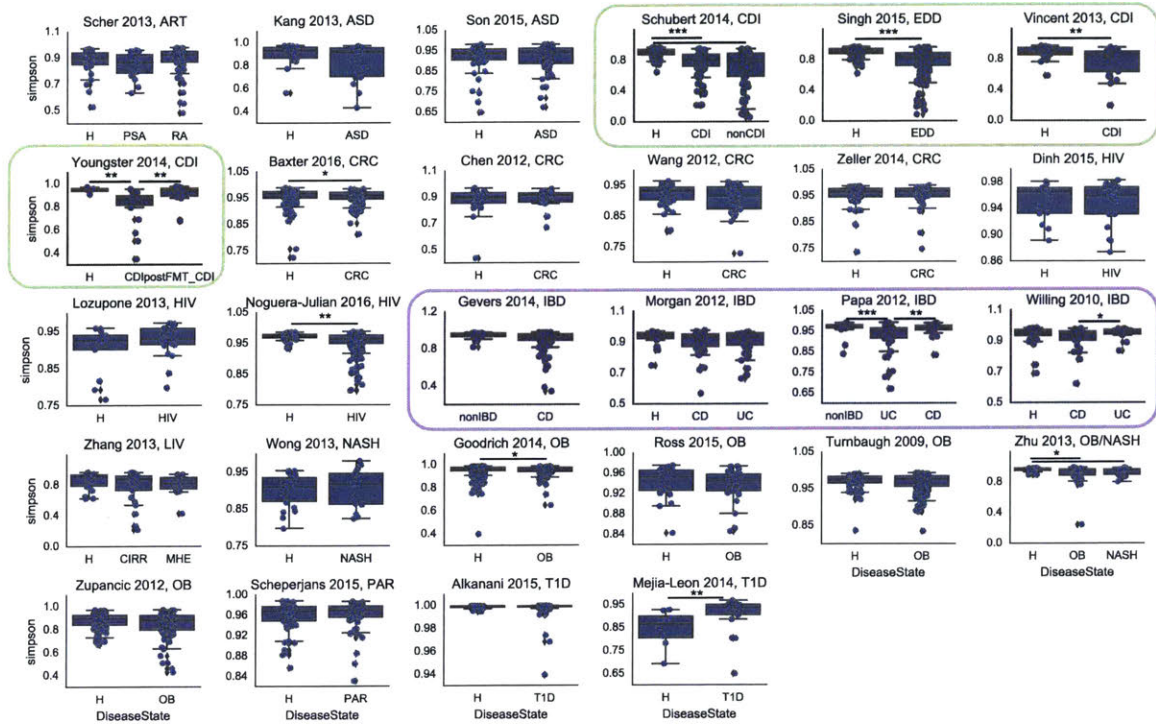 Scher 2013, ART
Kang 2013, ASD
Son 2015, ASD
Schubert 2014, CDI
Singh 2015, EDD
Vincent 2013, CDI
simpson
1.1
0.9
0.7
0.5
H PSA RA
1.0
0.8
0.6
0.4
H ASD
1.05
0.95
0.85
0.75
0.65
H ASD
***
0.8
0.4
0.0
H CDI nonCDI
***
1.0
0.8
0.6
0.4
0.2
0.0
H EDD
**
1.0
0.8
0.6
0.4
0.2
0.0
H CDI
Youngster 2014, CDI
Baxter 2016, CRC
Chen 2012, CRC
Wang 2012, CRC
Zeller 2014, CRC
Dinh 2015, HIV
simpson
** **
1.0
0.8
0.6
0.4
H CDIpostFMT_CDI
*
1.05
0.95
0.85
0.75
H CRC
1.1
0.9
0.7
0.4
H CRC
0.9
0.8
0.7
H CRC
1.05
0.95
0.85
0.75
H CRC
0.98
0.94
0.90
0.86
H HIV
Lozupone 2013, HIV
Noguera-Julian 2016, HIV
Gevers 2014, IBD
Morgan 2012, IBD
Papa 2012, IBD
Willing 2010, IBD
simpson
0.95
0.85
0.75
H HIV
**
1.05
0.95
0.85
0.75
H HIV
1.2
0.8
0.4
nonIBD CD
1.1
0.9
0.7
0.5
H CD UC
*** **
1.05
0.95
0.85
0.75
0.65
nonIBD UC CD
*
1.1
0.9
0.7
0.5
H CD UC
Zhang 2013, LIV
Wong 2013, NASH
Goodrich 2014, OB
Ross 2015, OB
Turnbaugh 2009, OB
Zhu 2013, OB/NASH
simpson
0.8
0.4
0.0
H CIRR MHE
0.95
0.85
0.75
H NASH
*
1.0
0.8
0.6
0.4
H OB
1.00
0.96
0.92
0.88
0.84
H OB
1.05
0.95
0.85
H OB
DiseaseState
*
1.0
0.8
0.4
0.0
H OB NASH
DiseaseState
Zupancic 2012, OB
Scheperjans 2015, PAR
Alkanani 2015, T1D
Mejia-Leon 2014, T1D
simpson
1.0
0.8
0.6
0.4
H OB
DiseaseState
1.00
0.96
0.92
0.88
0.84
H PAR
DiseaseState
1.00
0.98
0.96
0.94
H T1D
DiseaseState
**
0.95
0.85
0.75
0.65
H T1D
DiseaseState